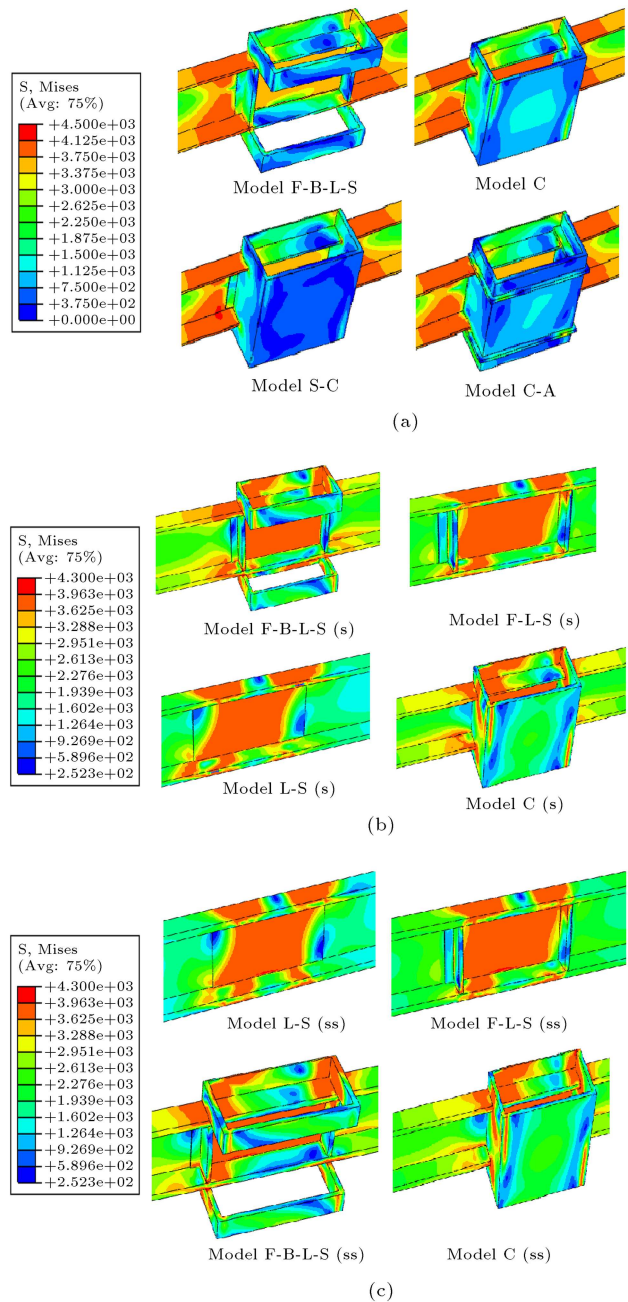 S, Mises
(Avg: 75%)
+4.500e+03
+4.125e+03
+3.750e+03
+3.375e+03
+3.000e+03
+2.625e+03
+2.250e+03
+1.875e+03
+1.500e+03
+1.125e+03
+7.500e+02
+3.750e+02
+0.000e+00
Model F-B-L-S
Model C
Model S-C
Model C-A
(a)
S, Mises
(Avg: 75%)
+4.300e+03
+3.963e+03
+3.625e+03
+3.288e+03
+2.951e+03
+2.613e+03
+2.276e+03
+1.939e+03
+1.602e+03
+1.264e+03
+9.269e+02
+5.896e+02
+2.523e+02
Model F-B-L-S (s)
Model F-L-S (s)
Model L-S (s)
Model C (s)
(b)
S, Mises
(Avg: 75%)
+4.300e+03
+3.963e+03
+3.625e+03
+3.288e+03
+2.951e+03
+2.613e+03
+2.276e+03
+1.939e+03
+1.602e+03
+1.264e+03
+9.269e+02
+5.896e+02
+2.523e+02
Model L-S (ss)
Model F-L-S (ss)
Model F-B-L-S (ss)
Model C (ss)
(c)